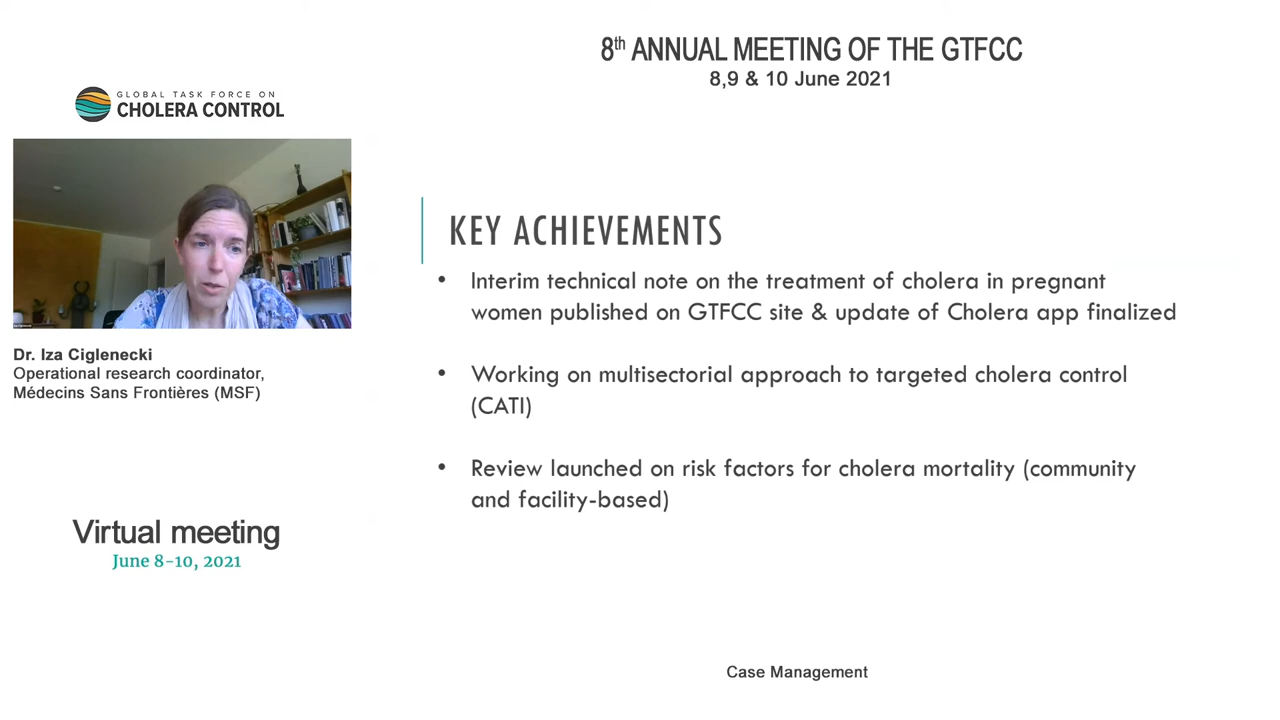 8th ANNUAL MEETING OF THE GTFCC
8,9 & 10 June 2021
GLOBAL TASK FORCE ON
CHOLERA CONTROL
Dr. Iza Ciglenecki
Operational research coordinator,
Médecins Sans Frontières (MSF)
Virtual meeting
June 8-10, 2021
KEY ACHIEVEMENTS
• Interim technical note on the treatment of cholera in pregnant
women published on GTFCC site & update of Cholera app finalized
• Working on multisectorial approach to targeted cholera control
(CATI)
• Review launched on risk factors for cholera mortality (community
and facility-based)
Case Management